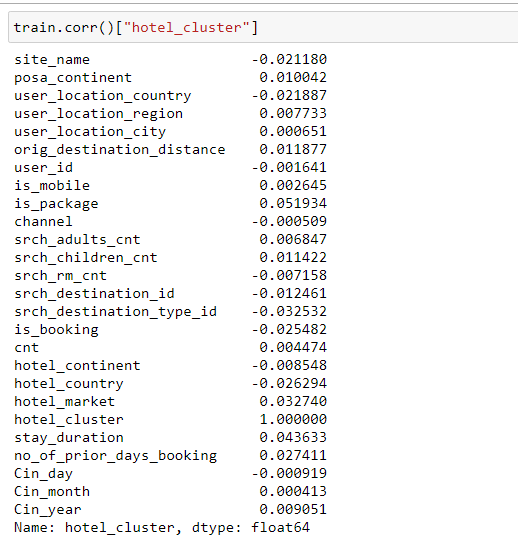 train.corr()["hotel_cluster"]
site_name -0.021180
posa_continent 0.010042
user_location_country -0.021887
user_location_region 0.007733
user_location_city 0.000651
orig_destination_distance 0.011877
user_id -0.001641
is_mobile 0.002645
is_package 0.051934
channel -0.000509
srch_adults_cnt 0.006847
srch_children_cnt 0.011422
srch_rm_cnt -0.007158
srch_destination_id -0.012461
srch_destination_type_id -0.032532
is_booking -0.025482
cnt 0.004474
hotel_continent -0.008548
hotel_country -0.026294
hotel_market 0.032740
hotel_cluster 1.000000
stay_duration 0.043633
no_of_prior_days_booking 0.027411
Cin_day -0.000919
Cin_month 0.000413
Cin_year 0.009051
Name: hotel_cluster, dtype: float64